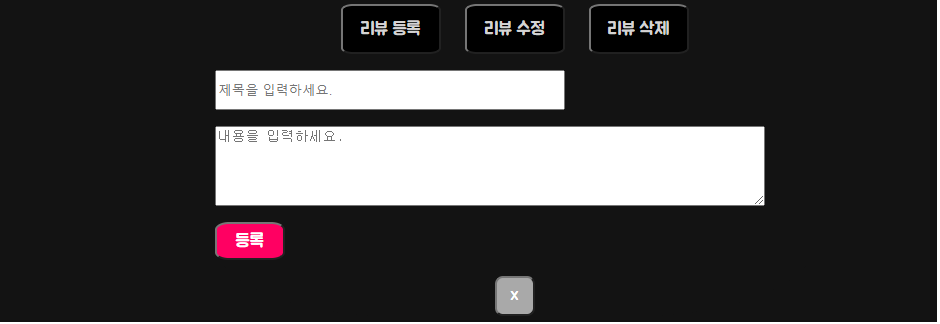 리뷰 등록 리뷰 수정 리뷰 삭제
제목을 입력하세요.
내용을 입력하세요.
등록
x